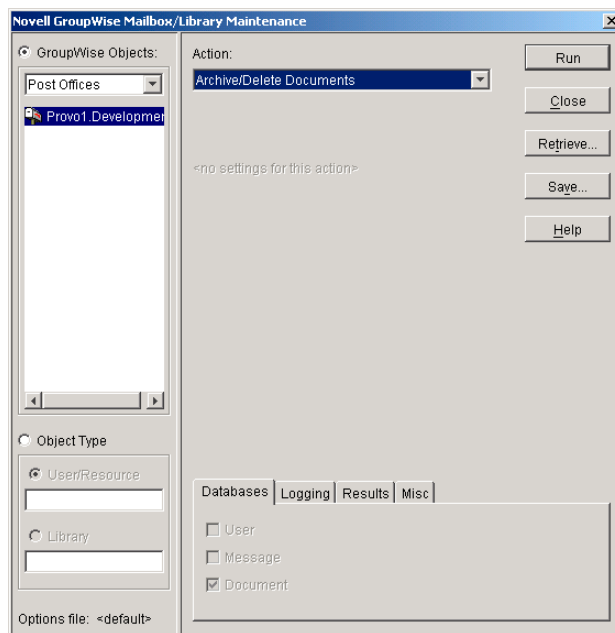 Novell GroupWise Mailbox/Library Maintenance
GroupWise Objects:
Post Offices
Provo1.Developmer
Object Type
User/Resource
Library
Options file: <default>
Action:
Archive/Delete Documents
<no settings for this action>
Run
Close
Retrieve...
Save...
Help
Databases Logging Results Misc
User
Message
Document